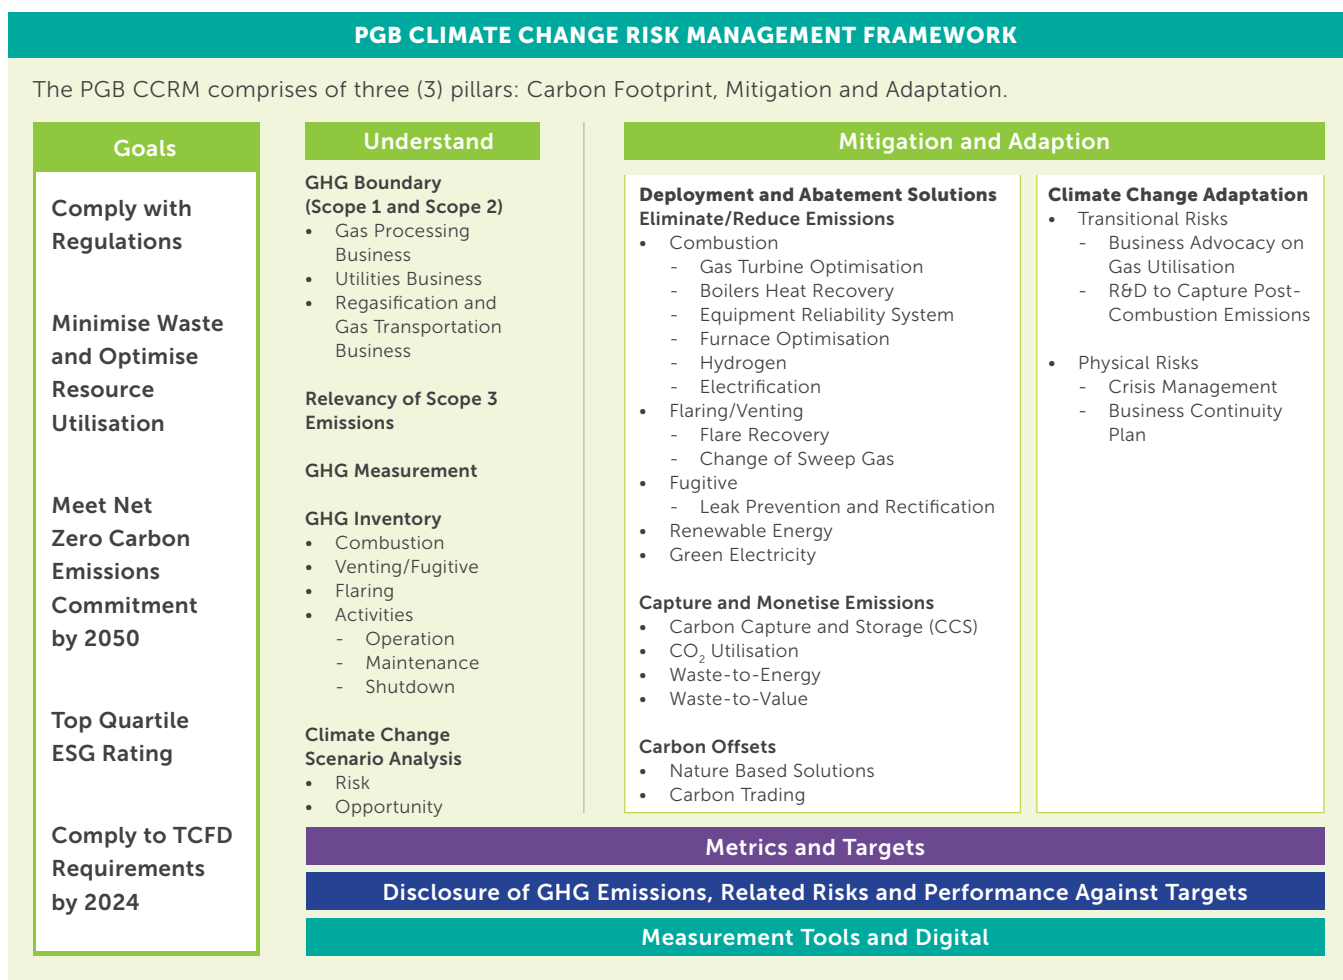 PGB CLIMATE CHANGE RISK MANAGEMENT FRAMEWORK
The PGB CCRM comprises of three (3) pillars: Carbon Footprint, Mitigation and Adaptation.
Goals
Comply with
Regulations
Minimise Waste
and Optimise
Resource
Utilisation
Meet Net
Zero Carbon
Emissions
Commitment
by 2050
Top Quartile
ESG Rating
Comply to TCFD
Requirements
by 2024
Understand
GHG Boundary
(Scope 1 and Scope 2)
• Gas Processing
Business
• Utilities Business
• Regasification and
Gas Transportation
Business
Relevancy of Scope 3
Emissions
GHG Measurement
GHG Inventory
• Combustion
• Venting/Fugitive
• Flaring
• Activities
- Operation
- Maintenance
- Shutdown
Climate Change
Scenario Analysis
• Risk
• Opportunity
Mitigation and Adaption
Deployment and Abatement Solutions
Eliminate/Reduce Emissions
• Combustion
- Gas Turbine Optimisation
- Boilers Heat Recovery
- Equipment Reliability System
- Furnace Optimisation
- Hydrogen
- Electrification
• Flaring/Venting
- Flare Recovery
- Change of Sweep Gas
• Fugitive
- Leak Prevention and Rectification
• Renewable Energy
• Green Electricity
Capture and Monetise Emissions
• Carbon Capture and Storage (CCS)
• CO₂ Utilisation
• Waste-to-Energy
• Waste-to-Value
Carbon Offsets
• Nature Based Solutions
• Carbon Trading
Climate Change Adaptation
• Transitional Risks
- Business Advocacy on
Gas Utilisation
- R&D to Capture Post-
Combustion Emissions
• Physical Risks
- Crisis Management
- Business Continuity
Plan
Metrics and Targets
Disclosure of GHG Emissions, Related Risks and Performance Against Targets
Measurement Tools and Digital